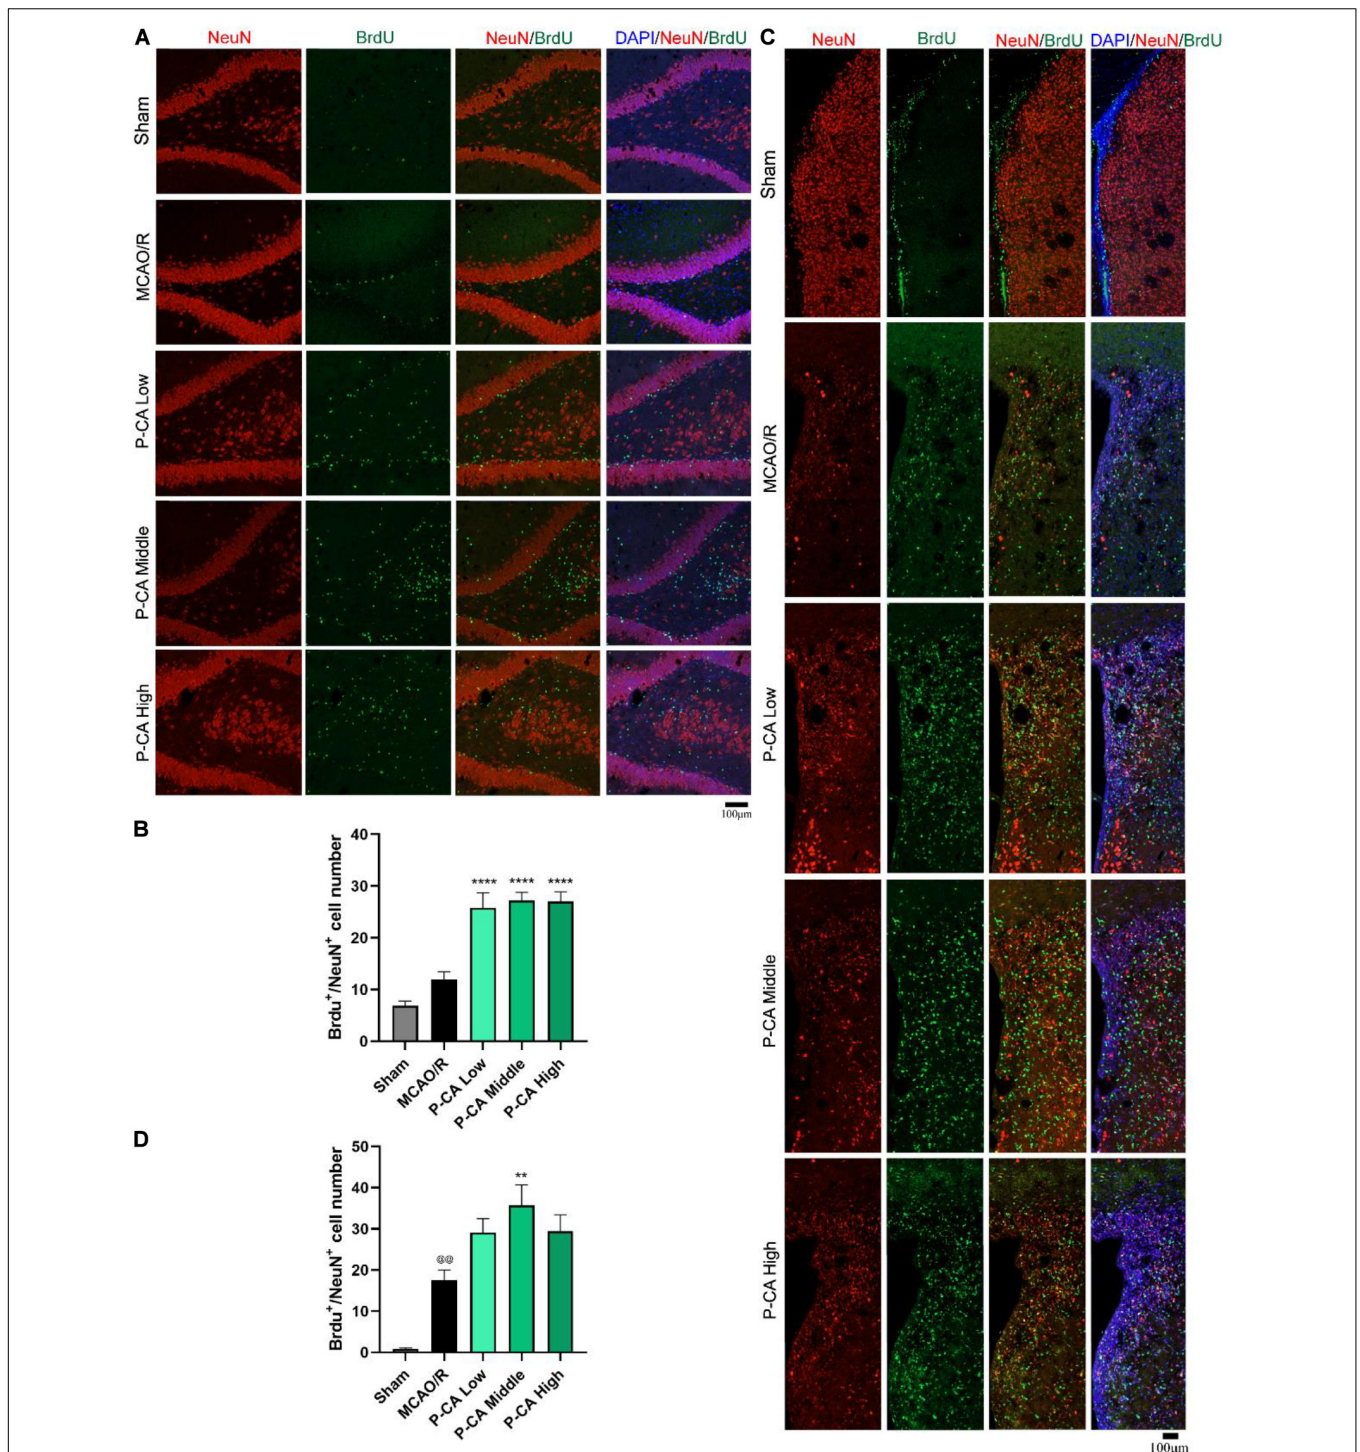 A
NeuN
BrdU
NeuN/BrdU
DAPI/NeuN/BrdU
Sham
MCAO/R
P-CA Low
P-CA Middle
P-CA High
100μm
B
Brdu⁺/NeuN⁺ cell number
40
30
20
10
0
****
****
****
Sham
MCAO/R
P-CA Low
P-CA Middle
P-CA High
D
Brdu⁺/NeuN⁺ cell number
50
40
30
20
10
0
@@
**
Sham
MCAO/R
P-CA Low
P-CA Middle
P-CA High
C
NeuN
BrdU
NeuN/BrdU
DAPI/NeuN/BrdU
Sham
MCAO/R
P-CA Low
P-CA Middle
P-CA High
100μm